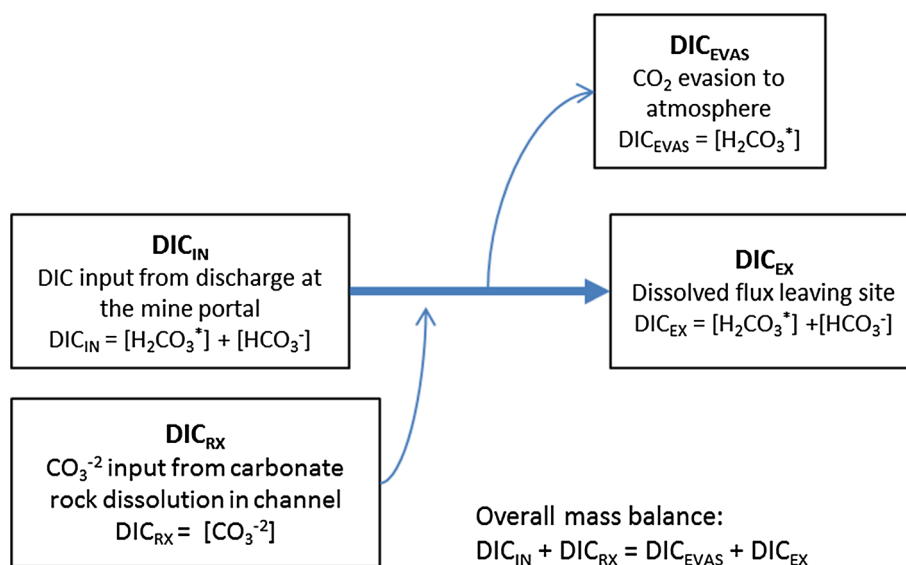 DIC_EVAS
CO₂ evasion to
atmosphere
DIC_EVAS = [H₂CO₃*]
DIC_IN
DIC input from discharge at
the mine portal
DIC_IN = [H₂CO₃*] + [HCO₃⁻]
DIC_EX
Dissolved flux leaving site
DIC_EX = [H₂CO₃*] +[HCO₃⁻]
DIC_RX
CO₃⁻² input from carbonate
rock dissolution in channel
DIC_RX = [CO₃⁻²]
Overall mass balance:
DIC_IN + DIC_RX = DIC_EVAS + DIC_EX